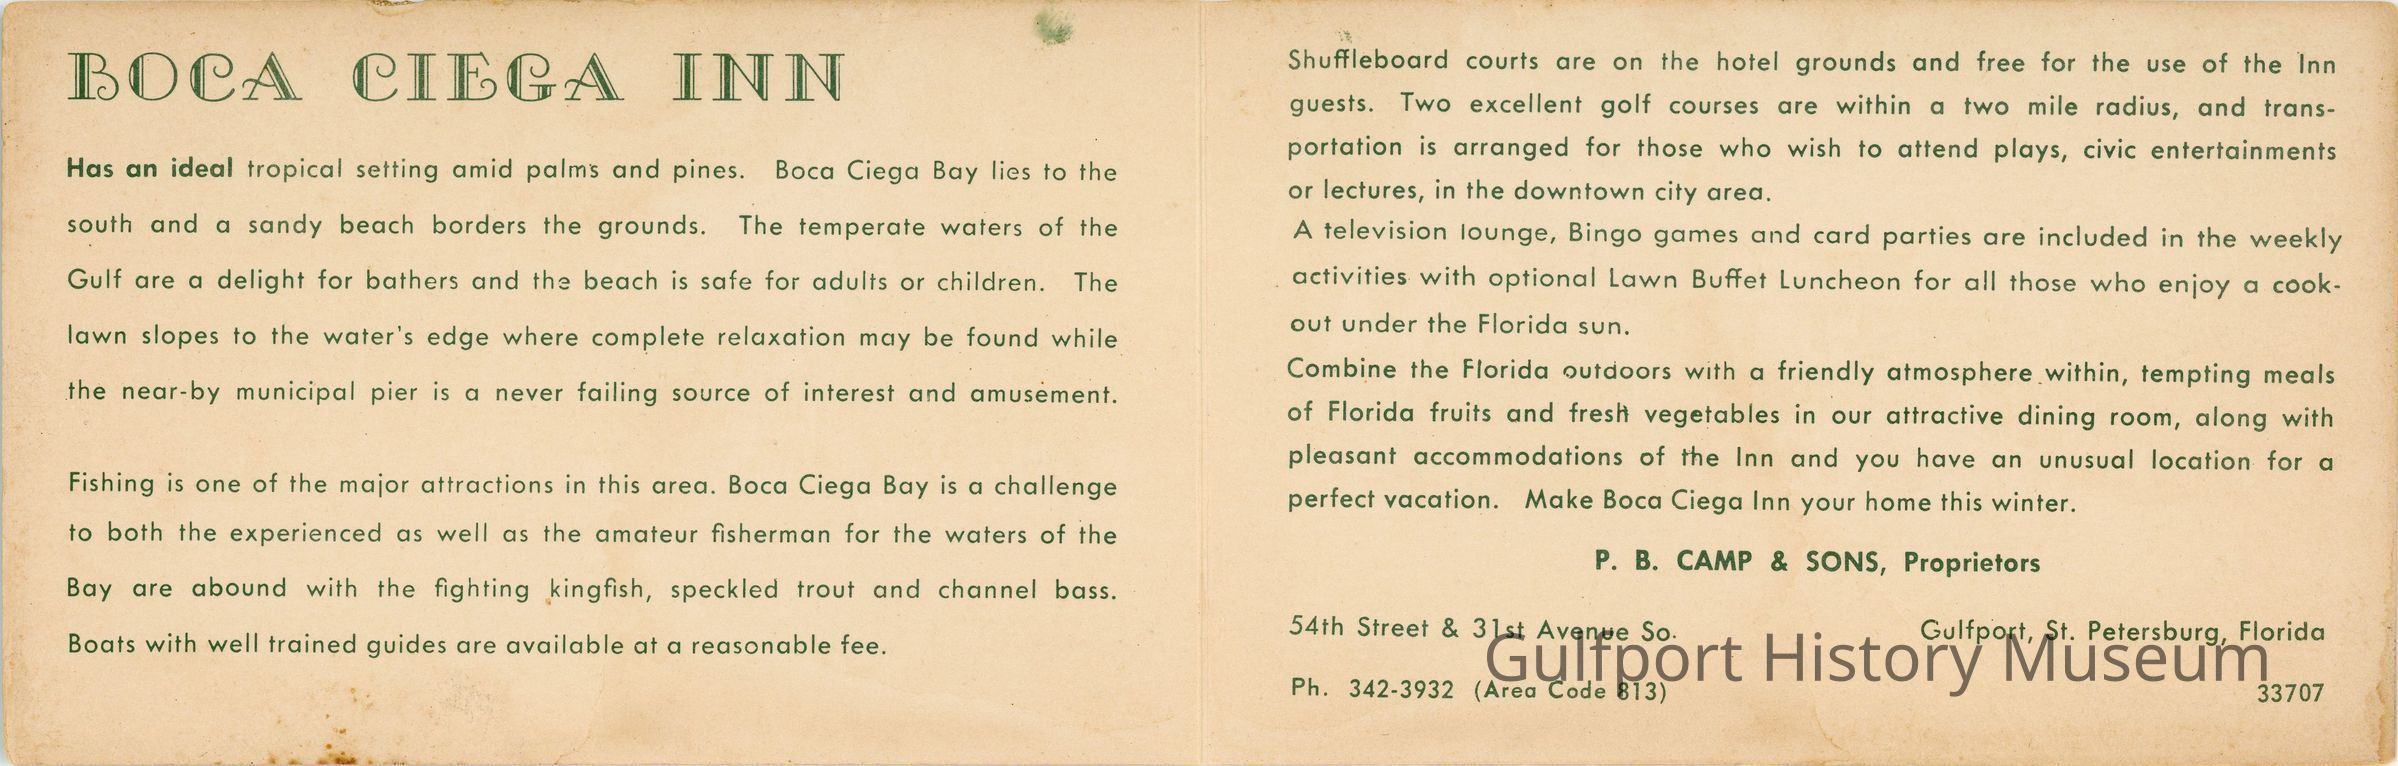 BOCA CIEGA INN
Has an ideal tropical setting amid palms and pines. Boca Ciega Bay lies to the
south and a sandy beach borders the grounds. The temperate waters of the
Gulf are a delight for bathers and the beach is safe for adults or children. The
lawn slopes to the water's edge where complete relaxation may be found while
the near-by municipal pier is a never failing source of interest and amusement.
Fishing is one of the major attractions in this area. Boca Ciega Bay is a challenge
to both the experienced as well as the amateur fisherman for the waters of the
Bay are abound with the fighting kingfish, speckled trout and channel bass.
Boats with well trained guides are available at a reasonable fee.
Shuffleboard courts are on the hotel grounds and free for the use of the Inn
guests. Two excellent golf courses are within a two mile radius, and trans-
portation is arranged for those who wish to attend plays, civic entertainments
or lectures, in the downtown city area.
A television lounge, Bingo games and card parties are included in the weekly
activities with optional Lawn Buffet Luncheon for all those who enjoy a cook-
out under the Florida sun.
Combine the Florida outdoors with a friendly atmosphere within, tempting meals
of Florida fruits and fresh vegetables in our attractive dining room, along with
pleasant accommodations of the Inn and you have an unusual location for a
perfect vacation. Make Boca Ciega Inn your home this winter.
P. B. CAMP & SONS, Proprietors
54th Street & 31st Avenue So. Gulfport, St. Petersburg, Florida
Gulfport History Museum
Ph. 342-3932 (Area Code 813) 33707